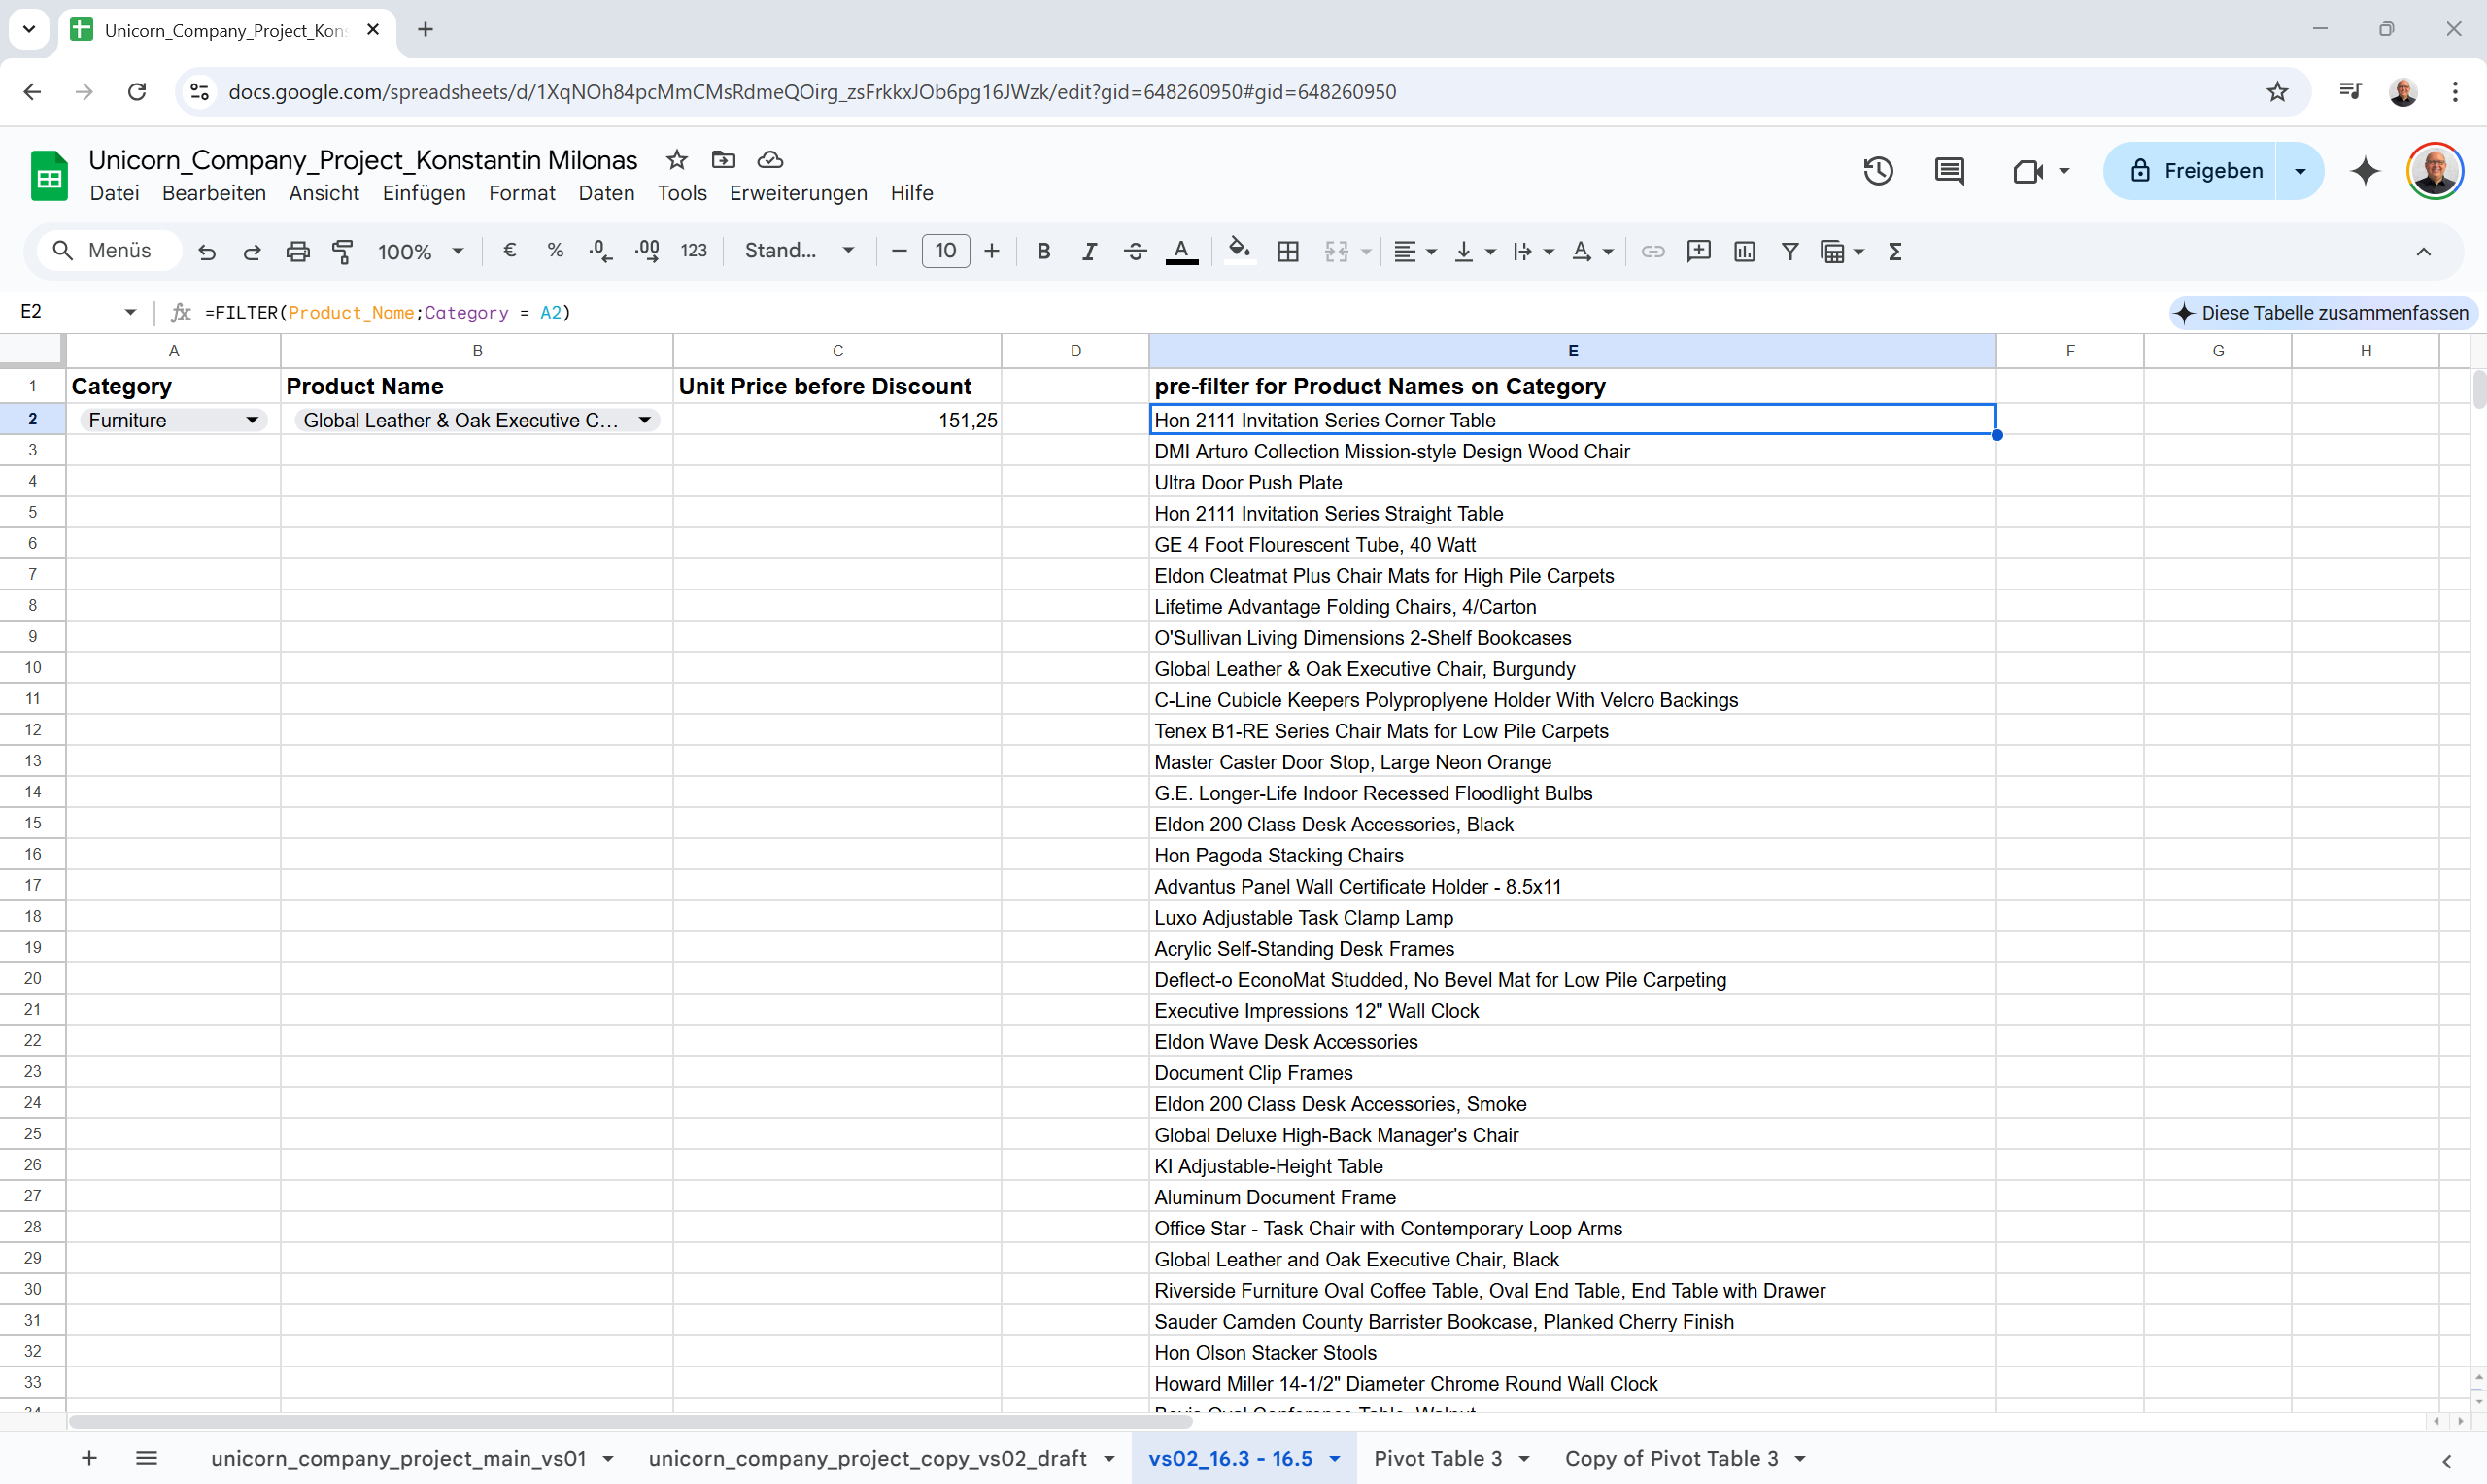 Unicorn_Company_Project_Kon
docs.google.com/spreadsheets/d/1XqNOh84pcMmCMsRdmeQOirg_zsFrkkxJOb6pg16JWzk/edit?gid=648260950#gid=648260950
Unicorn_Company_Project_Konstantin Milonas
Datei Bearbeiten Ansicht Einfügen Format Daten Tools Erweiterungen Hilfe
Freigeben
Menüs 100% € % .0 .00 123 Stand... 10 B I A Σ
E2 fx =FILTER(Product_Name;Category = A2)
Diese Tabelle zusammenfassen
A B C D E F G H
1 Category Product Name Unit Price before Discount pre-filter for Product Names on Category
2 Furniture Global Leather & Oak Executive C... 151,25 Hon 2111 Invitation Series Corner Table
3 DMI Arturo Collection Mission-style Design Wood Chair
4 Ultra Door Push Plate
5 Hon 2111 Invitation Series Straight Table
6 GE 4 Foot Flourescent Tube, 40 Watt
7 Eldon Cleatmat Plus Chair Mats for High Pile Carpets
8 Lifetime Advantage Folding Chairs, 4/Carton
9 O'Sullivan Living Dimensions 2-Shelf Bookcases
10 Global Leather & Oak Executive Chair, Burgundy
11 C-Line Cubicle Keepers Polyproplyene Holder With Velcro Backings
12 Tenex B1-RE Series Chair Mats for Low Pile Carpets
13 Master Caster Door Stop, Large Neon Orange
14 G.E. Longer-Life Indoor Recessed Floodlight Bulbs
15 Eldon 200 Class Desk Accessories, Black
16 Hon Pagoda Stacking Chairs
17 Advantus Panel Wall Certificate Holder - 8.5x11
18 Luxo Adjustable Task Clamp Lamp
19 Acrylic Self-Standing Desk Frames
20 Deflect-o EconoMat Studded, No Bevel Mat for Low Pile Carpeting
21 Executive Impressions 12" Wall Clock
22 Eldon Wave Desk Accessories
23 Document Clip Frames
24 Eldon 200 Class Desk Accessories, Smoke
25 Global Deluxe High-Back Manager's Chair
26 KI Adjustable-Height Table
27 Aluminum Document Frame
28 Office Star - Task Chair with Contemporary Loop Arms
29 Global Leather and Oak Executive Chair, Black
30 Riverside Furniture Oval Coffee Table, Oval End Table, End Table with Drawer
31 Sauder Camden County Barrister Bookcase, Planked Cherry Finish
32 Hon Olson Stacker Stools
33 Howard Miller 14-1/2" Diameter Chrome Round Wall Clock
unicorn_company_project_main_vs01 unicorn_company_project_copy_vs02_draft vs02_16.3 - 16.5 Pivot Table 3 Copy of Pivot Table 3